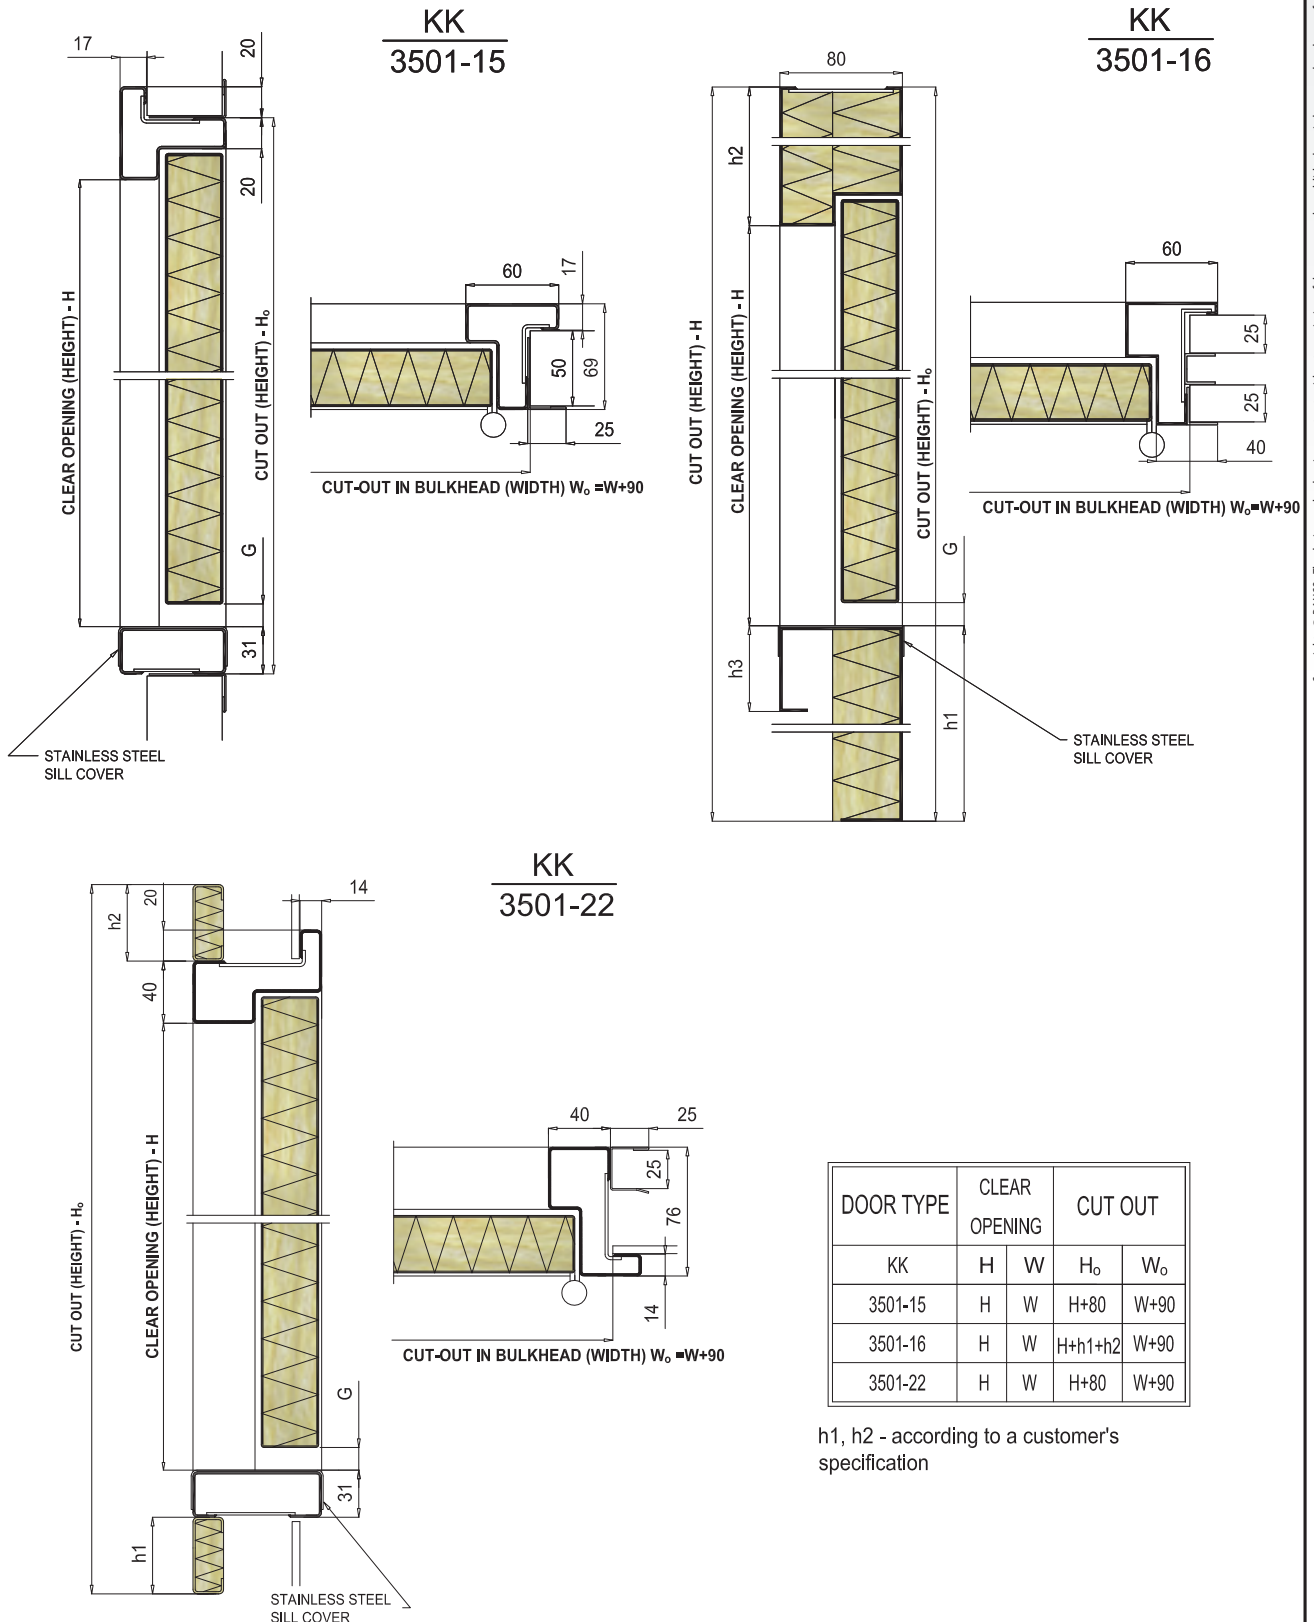 KK
3501-15
17
20
20
CLEAR OPENING (HEIGHT) - H
CUT OUT (HEIGHT) - Ho
G
31
STAINLESS STEEL
SILL COVER
60
17
50
69
25
CUT-OUT IN BULKHEAD (WIDTH) Wo =W+90
KK
3501-16
80
h2
CUT OUT (HEIGHT) - H
CLEAR OPENING (HEIGHT) - H
CUT OUT (HEIGHT) - Ho
G
h3
h1
STAINLESS STEEL
SILL COVER
60
25
25
40
CUT-OUT IN BULKHEAD (WIDTH) Wo=W+90
KK
3501-22
h2
20
14
40
CUT OUT (HEIGHT) - Ho
CLEAR OPENING (HEIGHT) - H
G
31
h1
STAINLESS STEEL
SILL COVER
40
25
25
76
14
CUT-OUT IN BULKHEAD (WIDTH) Wo =W+90
DOOR TYPE CLEAR OPENING CUT OUT
KK H W Ho Wo
3501-15 H W H+80 W+90
3501-16 H W H+h1+h2 W+90
3501-22 H W H+80 W+90
h1, h2 - according to a customer's
specification